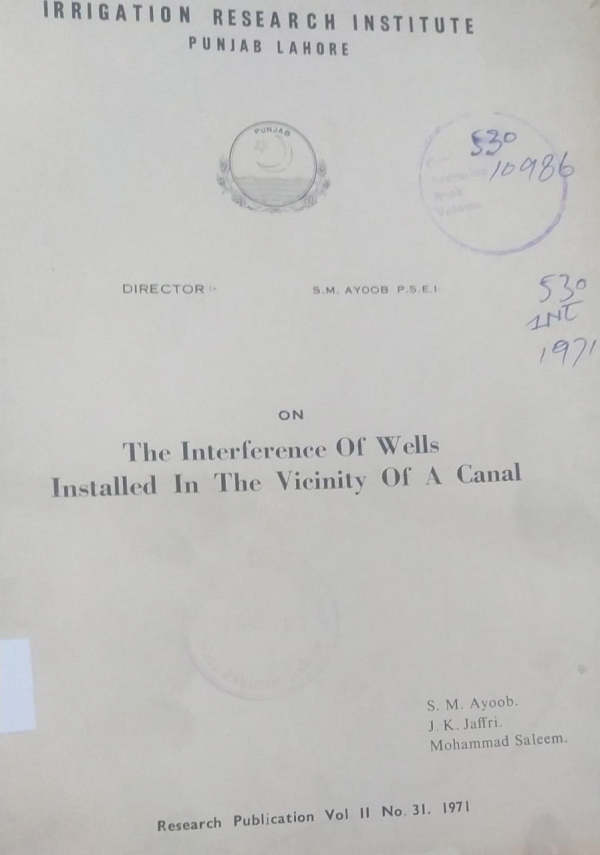 IRRIGATION RESEARCH INSTITUTE
PUNJAB LAHORE
PUNJAB
530
10986
DIRECTOR :- S.M. AYOOB P.S.E.I
530
INT
1971
ON
The Interference Of Wells
Installed In The Vicinity Of A Canal
S. M. Ayoob.
J. K. Jaffri.
Mohammad Saleem.
Research Publication Vol II No. 31. 1971